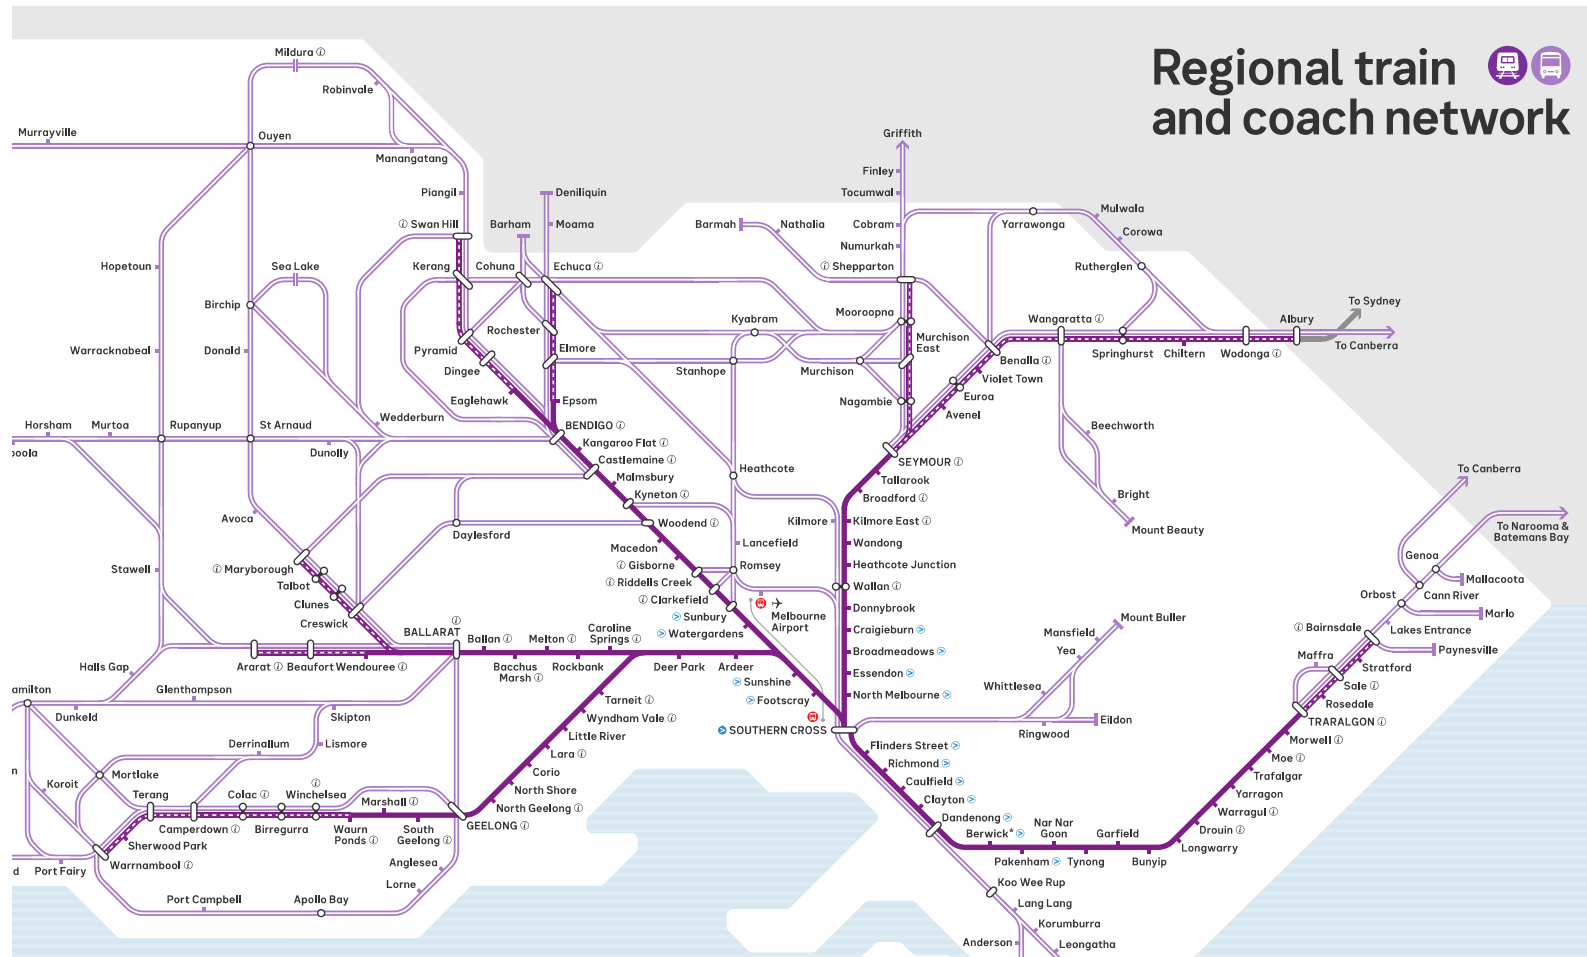 Regional train
and coach network
Mildura
Robinvale
Murrayville
Ouyen
Manangatang
Piangil
Swan Hill
Barham
Deniliquin
Moama
Hopetoun
Sea Lake
Kerang
Cohuna
Echuca
Birchip
Rochester
Warracknabeal
Donald
Pyramid
Elmore
Dingee
Eaglehawk
Epsom
Wedderburn
Horsham
Murtoa
poola
Rupanyup
St Arnaud
Dunolly
BENDIGO
Kangaroo Flat
Castlemaine
Malmsbury
Kyneton
Woodend
Macedon
Gisborne
Riddells Creek
Clarkefield
Sunbury
Watergardens
Daylesford
Avoca
Stawell
Maryborough
Talbot
Clunes
Creswick
BALLARAT
Ararat
Beaufort
Wendouree
Ballan
Bacchus
Marsh
Melton
Rockbank
Caroline
Springs
Deer Park
Ardeer
Sunshine
Footscray
SOUTHERN CROSS
Halls Gap
amilton
Glenthompson
Dunkeld
Skipton
Derrinallum
Lismore
n
Koroit
Mortlake
Terang
Colac
Winchelsea
Marshall
Camperdown
Birregurra
Waurn
Ponds
South
Geelong
GEELONG
Sherwood Park
Warrnambool
d
Port Fairy
Port Campbell
Apollo Bay
Lorne
Anglesea
Tarneit
Wyndham Vale
Little River
Lara
Corio
North Shore
North Geelong
Griffith
Finley
Tocumwal
Cobram
Numurkah
Shepparton
Barmah
Nathalia
Yarrawonga
Mulwala
Corowa
Rutherglen
Kyabram
Mooroopna
Stanhope
Murchison
Murchison
East
Nagambie
Wangaratta
Benalla
Springhurst
Chiltern
Wodonga
Albury
To Sydney
To Canberra
Violet Town
Euroa
Avenel
SEYMOUR
Tallarook
Broadford
Kilmore East
Wandong
Heathcote Junction
Wallan
Donnybrook
Craigieburn
Broadmeadows
Essendon
North Melbourne
Heathcote
Kilmore
Lancefield
Romsey
Melbourne
Airport
Beechworth
Bright
Mount Beauty
Mount Buller
Mansfield
Yea
Whittlesea
Ringwood
Eildon
Flinders Street
Richmond
Caulfield
Clayton
Dandenong
Berwick*
Pakenham
Nar Nar
Goon
Tynong
Garfield
Bunyip
Longwarry
Drouin
Warragul
Yarragon
Trafalgar
Moe
Morwell
TRARALGON
Rosedale
Sale
Stratford
Maffra
Bairnsdale
Paynesville
Lakes Entrance
Orbost
Marlo
Cann River
Genoa
Mallacoota
To Canberra
To Narooma &
Batemans Bay
Koo Wee Rup
Lang Lang
Korumburra
Anderson
Leongatha